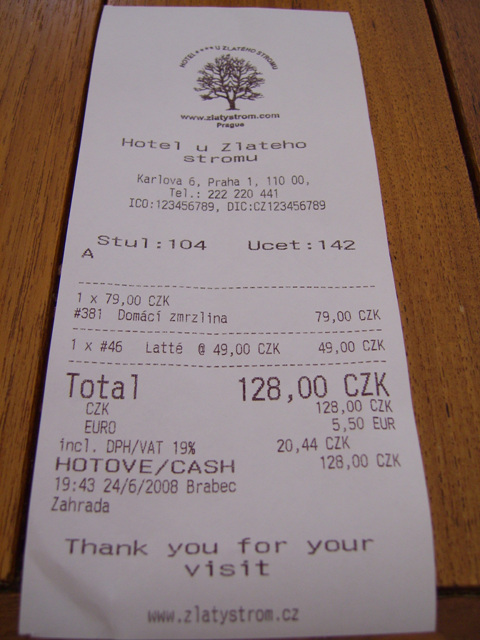 HOTEL **** U ZLATÉHO STROMU
www.zlatystrom.com
Prague
Hotel u Zlateho
stromu
Karlova 6, Praha 1, 110 00,
Tel.: 222 220 441
ICO:123456789, DIC:CZ123456789
Stul:104 Ucet:142
A
1 x 79,00 CZK
#381 Domácí zmrzlina 79,00 CZK
1 x #46 Latté @ 49,00 CZK 49,00 CZK
Total 128,00 CZK
CZK 128,00 CZK
EURO 5,50 EUR
incl. DPH/VAT 19% 20,44 CZK
HOTOVE/CASH 128,00 CZK
19:43 24/6/2008 Brabec
Zahrada
Thank you for your
visit
www.zlatystrom.cz